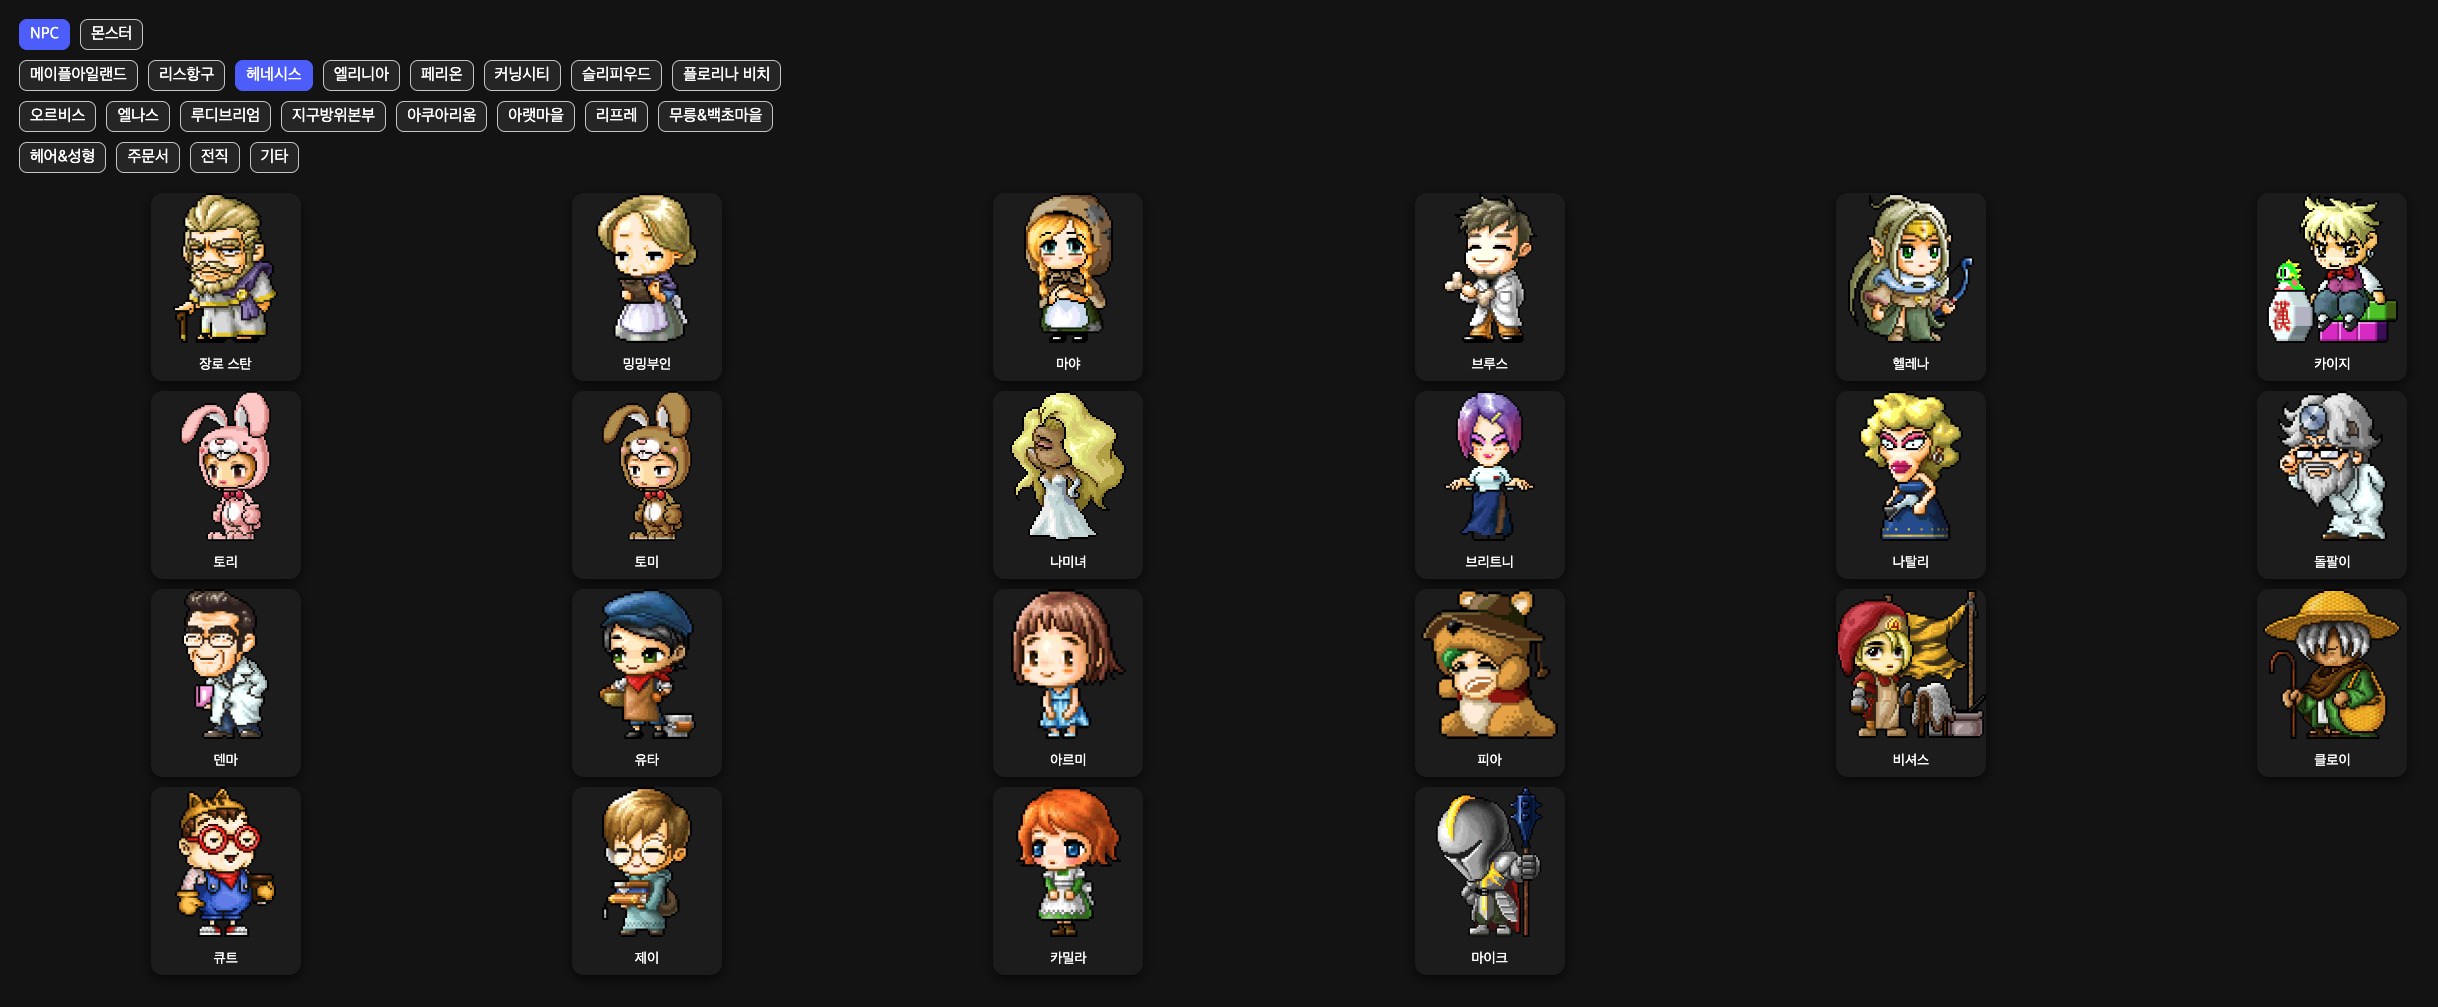 NPC 몬스터
메이플아일랜드 리스항구 헤네시스 엘리니아 페리온 커닝시티 슬리피우드 플로리나 비치
오르비스 엘나스 루디브리엄 지구방위본부 아쿠아리움 아랫마을 리프레 무릉&백초마을
헤어&성형 주문서 전직 기타
장로 스탄 밍밍부인 마야 브루스 헬레나 카이지
漢
토리 토미 나미녀 브리트니 나탈리 돌팔이
덴마 유타 아르미 피아 비셔스 클로이
큐트 제이 카밀라 마이크